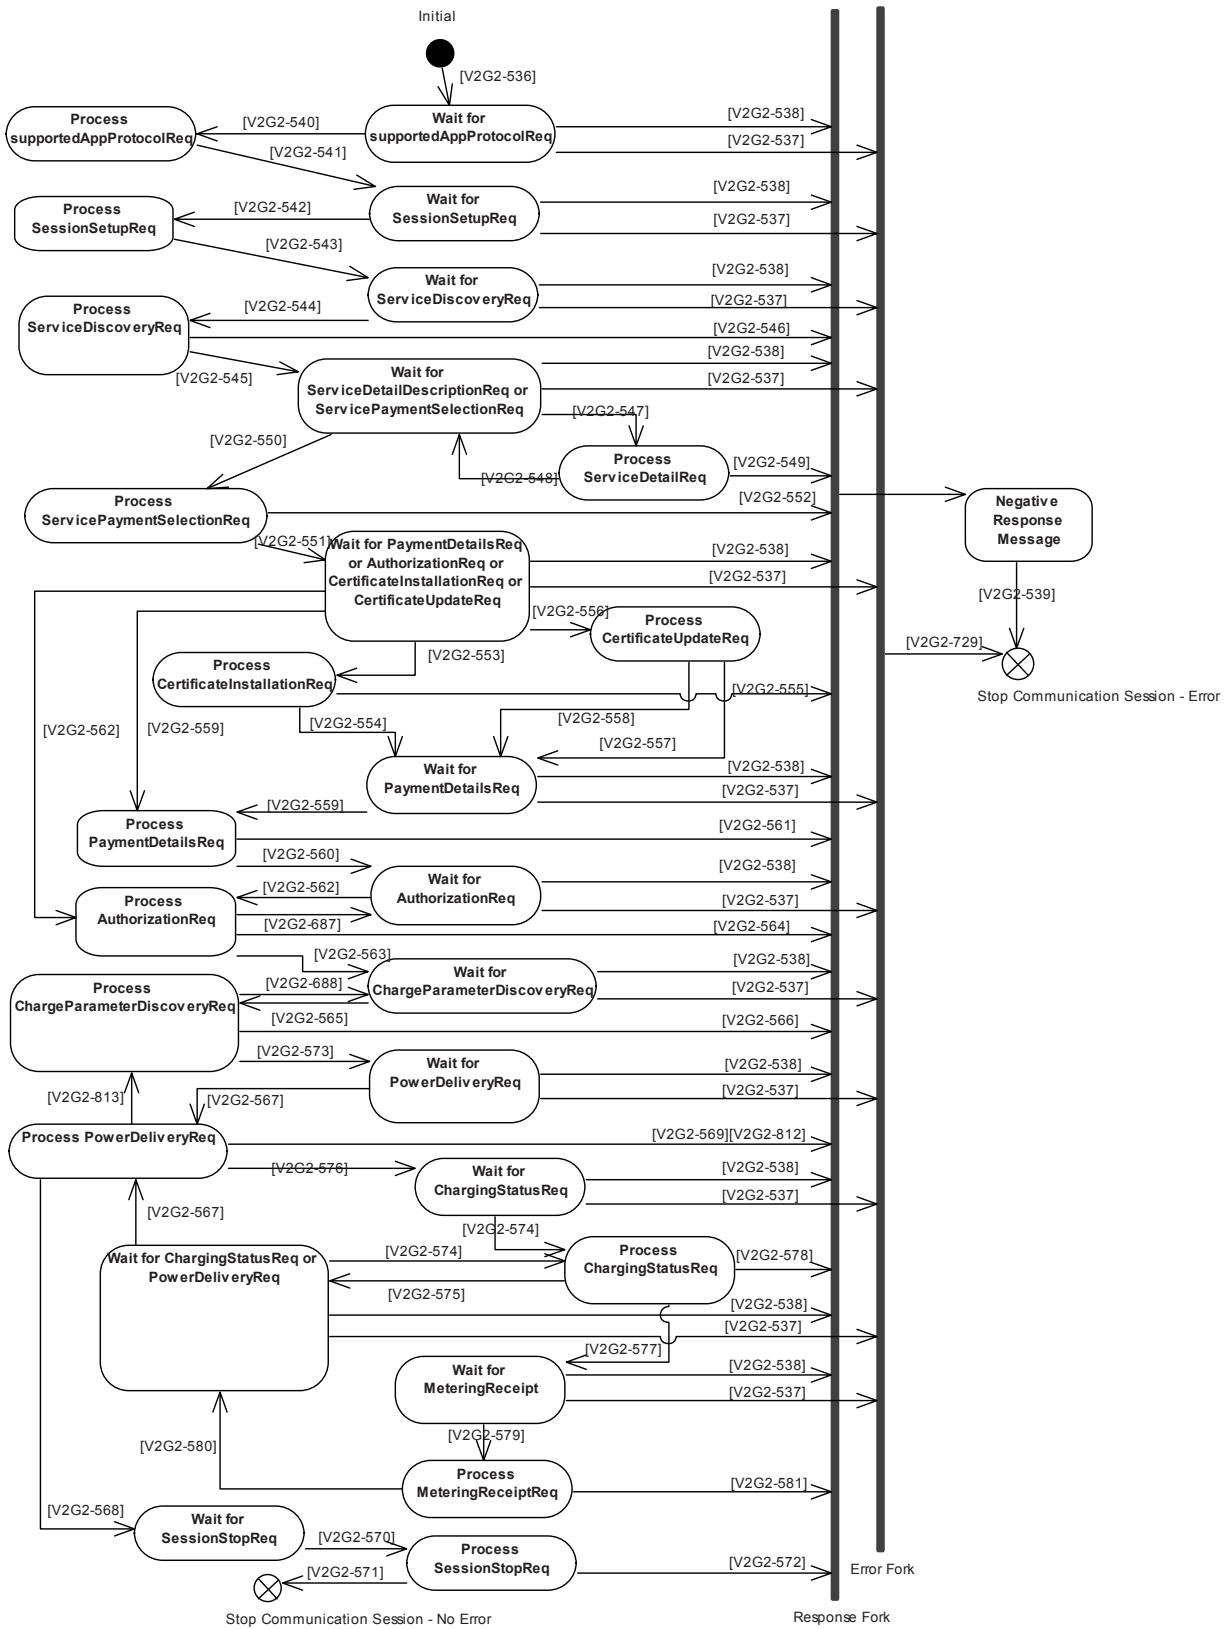 Initial
[V2G2-536]
Process
supportedAppProtocolReq
[V2G2-540]
Wait for
supportedAppProtocolReq
[V2G2-538]
[V2G2-537]
[V2G2-541]
Process
SessionSetupReq
[V2G2-542]
Wait for
SessionSetupReq
[V2G2-538]
[V2G2-537]
[V2G2-543]
Wait for
ServiceDiscoveryReq
[V2G2-538]
[V2G2-537]
Process
ServiceDiscoveryReq
[V2G2-544]
[V2G2-546]
[V2G2-545]
Wait for
ServiceDetailDescriptionReq or
ServicePaymentSelectionReq
[V2G2-538]
[V2G2-537]
[V2G2-547]
[V2G2-550]
[V2G2-548]
Process
ServiceDetailReq
[V2G2-549]
Process
ServicePaymentSelectionReq
[V2G2-552]
Negative
Response
Message
[V2G2-551]
Wait for PaymentDetailsReq
or AuthorizationReq or
CertificateInstallationReq or
CertificateUpdateReq
[V2G2-538]
[V2G2-537]
[V2G2-539]
[V2G2-556]
Process
CertificateUpdateReq
[V2G2-729]
Stop Communication Session - Error
[V2G2-553]
Process
CertificateInstallationReq
[V2G2-555]
[V2G2-562]
[V2G2-559]
[V2G2-554]
[V2G2-558]
[V2G2-557]
Wait for
PaymentDetailsReq
[V2G2-538]
[V2G2-537]
[V2G2-559]
Process
PaymentDetailsReq
[V2G2-561]
[V2G2-560]
Wait for
AuthorizationReq
[V2G2-538]
[V2G2-537]
Process
AuthorizationReq
[V2G2-562]
[V2G2-687]
[V2G2-564]
[V2G2-563]
Wait for
ChargeParameterDiscoveryReq
[V2G2-538]
[V2G2-537]
Process
ChargeParameterDiscoveryReq
[V2G2-688]
[V2G2-565]
[V2G2-566]
[V2G2-573]
Wait for
PowerDeliveryReq
[V2G2-538]
[V2G2-537]
[V2G2-813]
[V2G2-567]
Process PowerDeliveryReq
[V2G2-569][V2G2-812]
[V2G2-576]
Wait for
ChargingStatusReq
[V2G2-538]
[V2G2-537]
[V2G2-567]
[V2G2-574]
Wait for ChargingStatusReq or
PowerDeliveryReq
[V2G2-574]
Process
ChargingStatusReq
[V2G2-578]
[V2G2-575]
[V2G2-538]
[V2G2-537]
[V2G2-577]
Wait for
MeteringReceipt
[V2G2-538]
[V2G2-537]
[V2G2-579]
[V2G2-580]
Process
MeteringReceiptReq
[V2G2-581]
[V2G2-568]
Wait for
SessionStopReq
[V2G2-570]
Process
SessionStopReq
[V2G2-572]
[V2G2-571]
Error Fork
Stop Communication Session - No Error
Response Fork